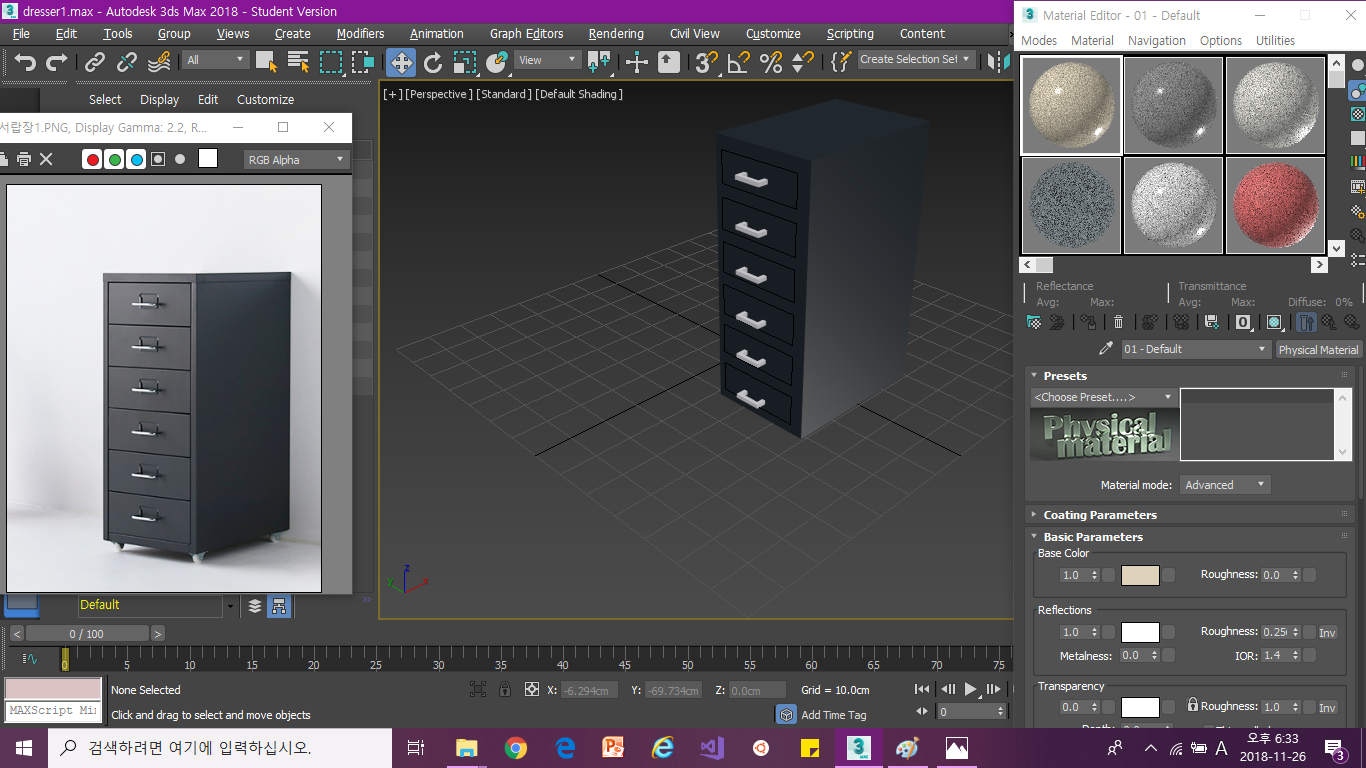 dresser1.max - Autodesk 3ds Max 2018 - Student Version
File Edit Tools Group Views Create Modifiers Animation Graph Editors Rendering Civil View Customize Scripting Content
All View Create Selection Set
Select Display Edit Customize
서랍장1.PNG, Display Gamma: 2.2, R...
RGB Alpha
[+] [Perspective ] [Standard ] [Default Shading ]
z
x
y
Default
0 / 100
0 5 10 15 20 25 30 35 40 45 50 55 60 65 70 75
None Selected
X: -6.294cm Y: -69.734cm Z: 0.0cm Grid = 10.0cm
MAXScript Min
Click and drag to select and move objects
Add Time Tag
0
Material Editor - 01 - Default
Modes Material Navigation Options Utilities
Reflectance
Avg: Max:
Transmittance
Avg: Max: Diffuse: 0%
01 - Default
Physical Material
Presets
<Choose Preset....>
Physical material
Material mode: Advanced
Coating Parameters
Basic Parameters
Base Color
1.0 Roughness: 0.0
Reflections
1.0 Roughness: 0.25 Inv
Metalness: 0.0 IOR: 1.4
Transparency
0.0 Roughness: 1.0 Inv
검색하려면 여기에 입력하십시오.
A
오후 6:33
2018-11-26
3